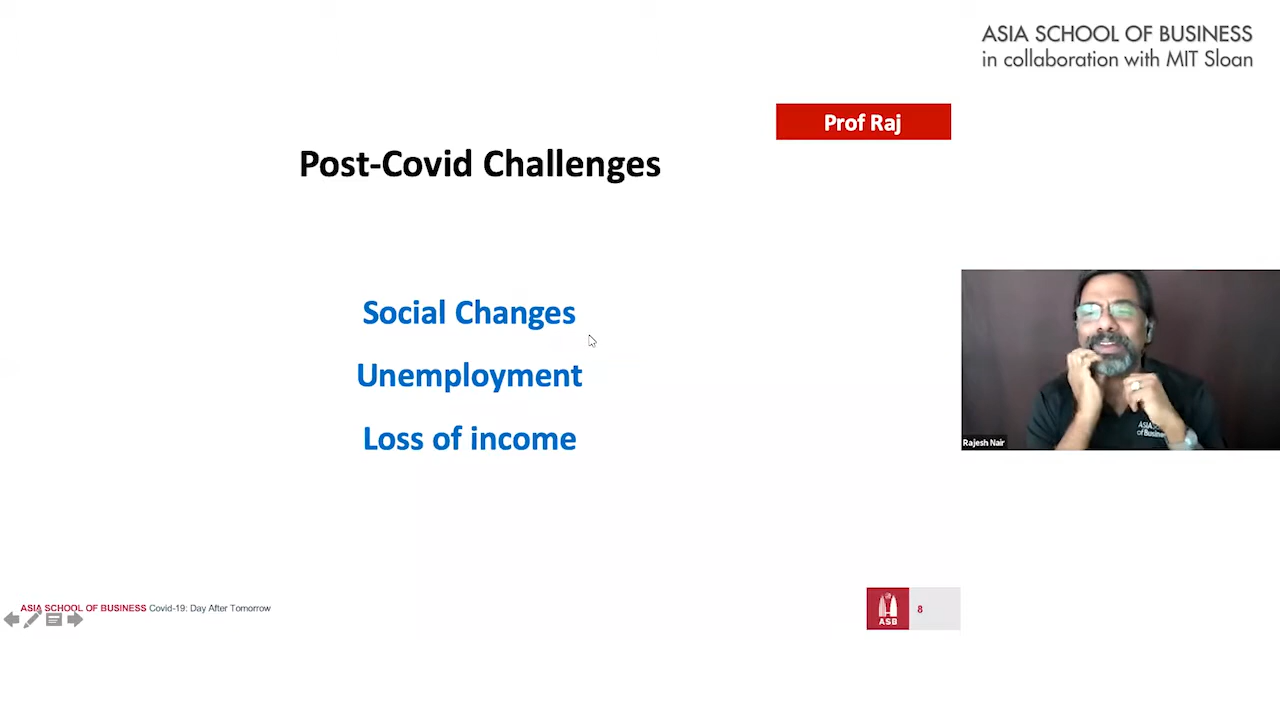 ASIA SCHOOL OF BUSINESS
in collaboration with MIT Sloan
Prof Raj
Post-Covid Challenges
Social Changes
Unemployment
Loss of income
Rajesh Nair
ASIA SCHOOL OF BUSINESS Covid-19: Day After Tomorrow
ASB
8